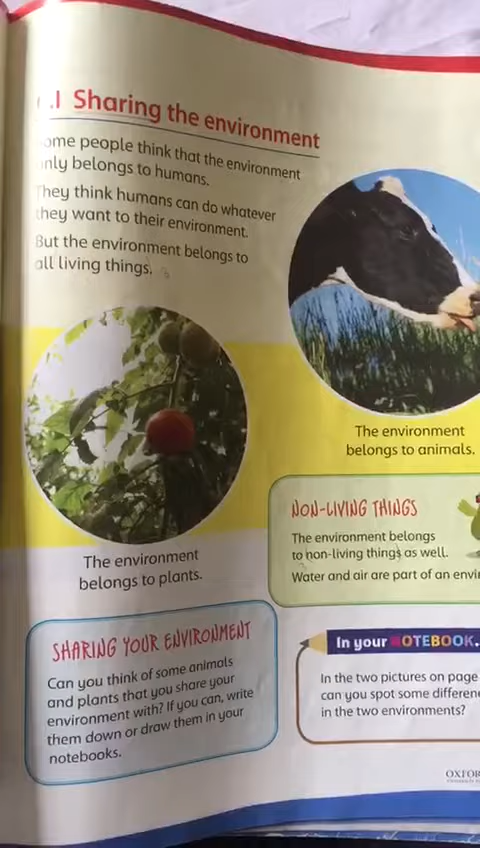 .1 Sharing the environment
ome people think that the environment
nly belongs to humans.
They think humans can do whatever
they want to their environment.
But the environment belongs to
all living things.
The environment
belongs to animals.
The environment
belongs to plants.
NON-LIVING THINGS
The environment belongs
to non-living things as well.
Water and air are part of an envi
SHARING YOUR ENVIRONMENT
Can you think of some animals
and plants that you share your
environment with? If you can, write
them down or draw them in your
notebooks.
In your NOTEBOOK.
In the two pictures on page
can you spot some differen
in the two environments?
OXFOR